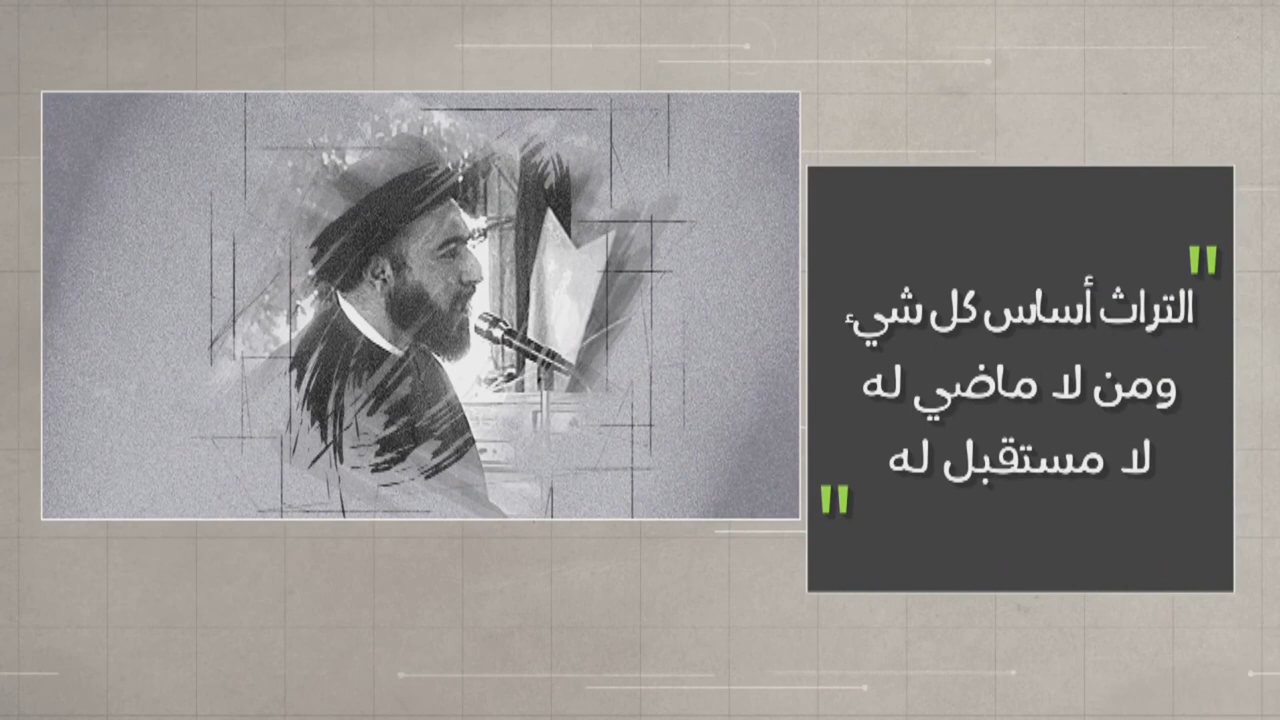 "التراث أساس كل شيء
ومن لا ماضي له
لا مستقبل له"